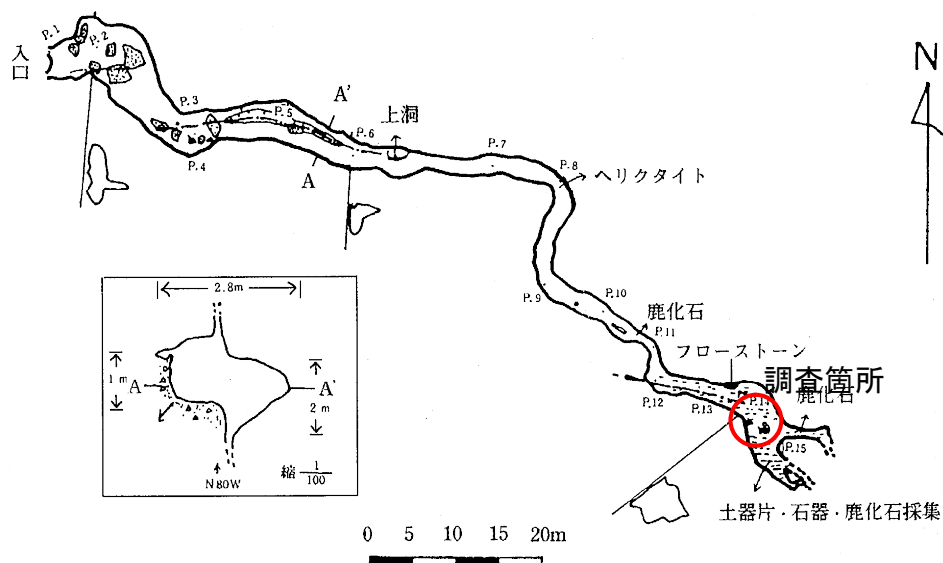 P.1
P.2
入口
P.3
P.4
P.5
A'
A
P.6
上洞
P.7
P.8
ヘリクタイト
N
P.9
P.10
鹿化石
P.11
フローストーン
P.12
P.13
調査箇所
P.14
鹿化石
P.15
土器片・石器・鹿化石採集
2.8m
1m
A
A'
2m
N80W
縮 1/100
0 5 10 15 20m